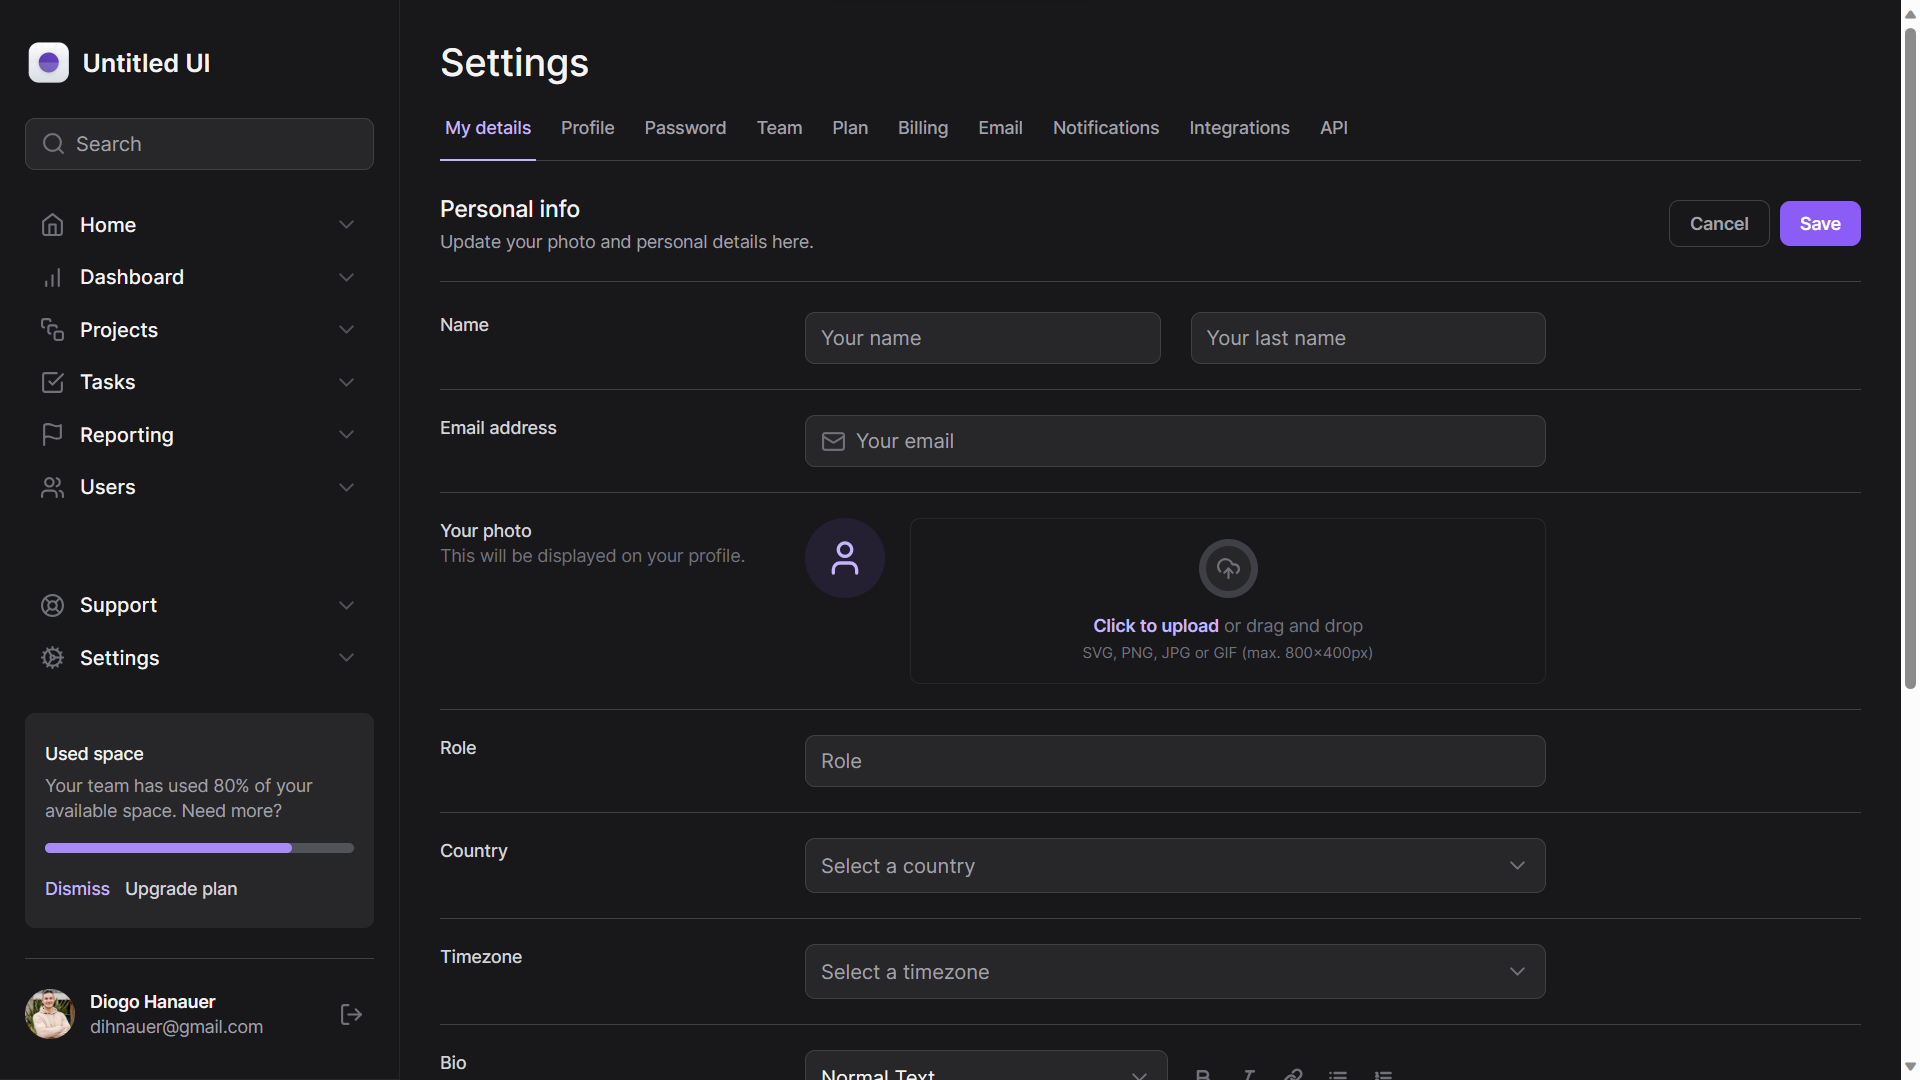 Untitled UI
Search
Home
Dashboard
Projects
Tasks
Reporting
Users
Support
Settings
Used space
Your team has used 80% of your
available space. Need more?
Dismiss Upgrade plan
Diogo Hanauer
dihnauer@gmail.com
Settings
My details Profile Password Team Plan Billing Email Notifications Integrations API
Personal info
Update your photo and personal details here.
Cancel Save
Name
Your name Your last name
Email address
Your email
Your photo
This will be displayed on your profile.
Click to upload or drag and drop
SVG, PNG, JPG or GIF (max. 800×400px)
Role
Role
Country
Select a country
Timezone
Select a timezone
Bio
Normal Text